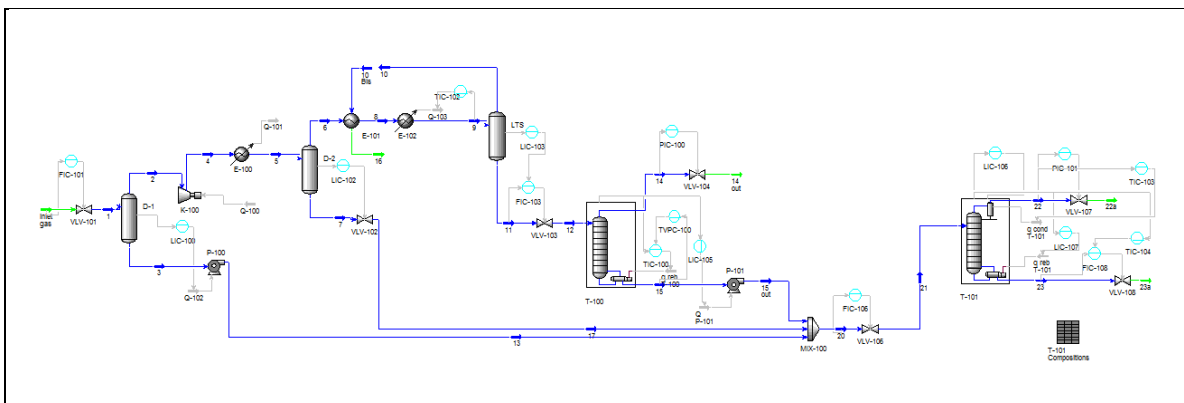 10
Bis
10
TIC-102
Q-103
Q-101
6
8
9
LTS
E-101
E-102
LIC-103
4
5
E-100
D-2
16
PIC-100
LIC-106
PIC-101
TIC-103
FIC-101
LIC-102
14
VLV-104
14
out
2
K-100
D-1
FIC-103
22
VLV-107
22a
Inlet
gas
VLV-101
1
Q-100
7
VLV-102
TVPC-100
q cond
T-101
LIC-107
TIC-104
LIC-100
11
VLV-103
12
LIC-105
TIC-100
q reb
T-101
FIC-108
P-100
P-101
3
Q-102
T-100
15
out
FIC-106
21
T-101
23
VLV-108
23a
Q
P-101
13
17
MIX-100
20
VLV-106
T-101
Compositions